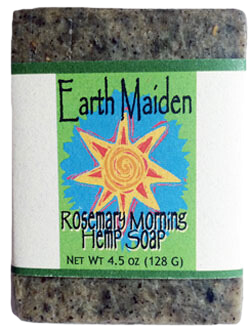 Earth Maiden
Rosemary Morning
Hemp Soap
Net Wt 4.5 oz (128 g)